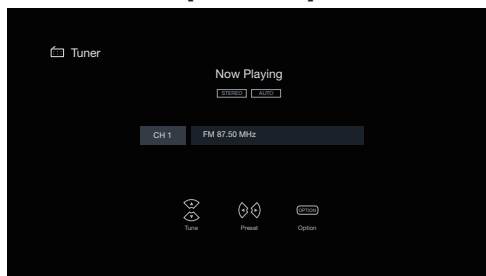 Tuner
Now Playing
STEREO AUTO
CH 1 FM 87.50 MHz
OPTION
Tune Preset Option